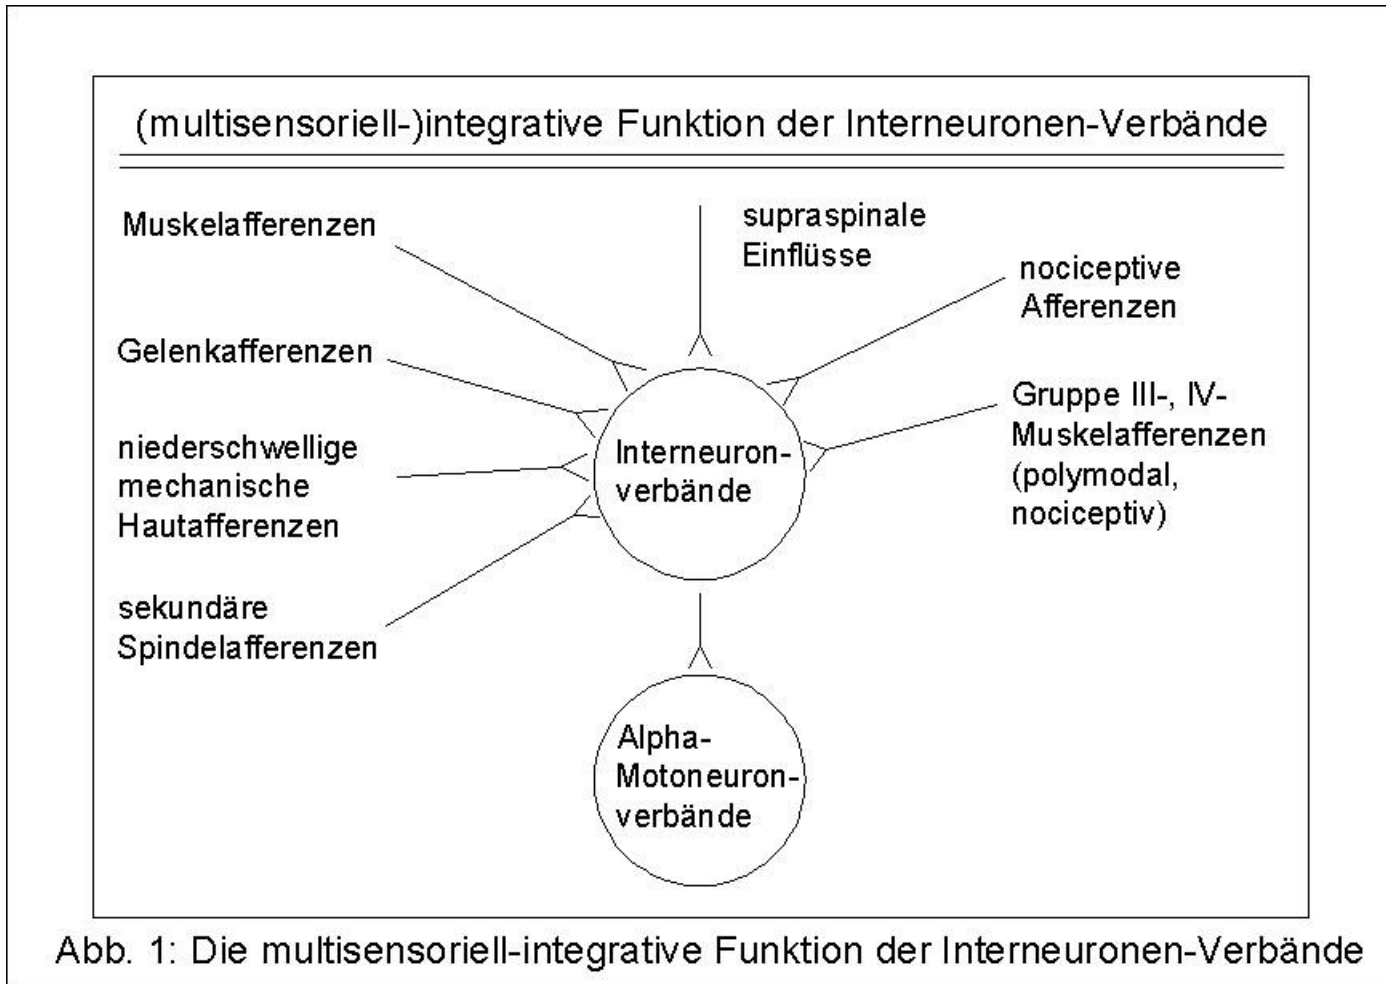 (multisensoriell-)integrative Funktion der Interneuronen-Verbände
Muskelafferenzen
Gelenkafferenzen
niederschwellige
mechanische
Hautafferenzen
sekundäre
Spindelafferenzen
supraspinale
Einflüsse
nociceptive
Afferenzen
Gruppe III-, IV-
Muskelafferenzen
(polymodal,
nociceptiv)
Interneuron-
verbände
Alpha-
Motoneuron-
verbände
Abb. 1: Die multisensoriell-integrative Funktion der Interneuronen-Verbände